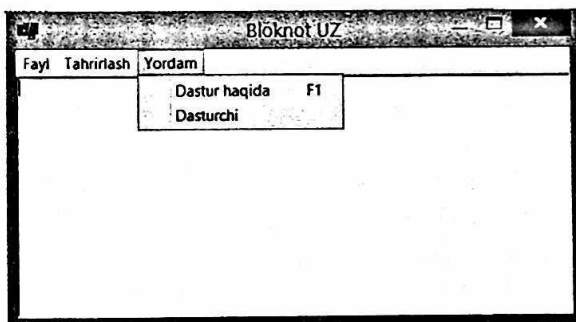 Bloknot UZ
Fayl Tahrirlash Yordam
Dastur haqida F1
Dasturchi